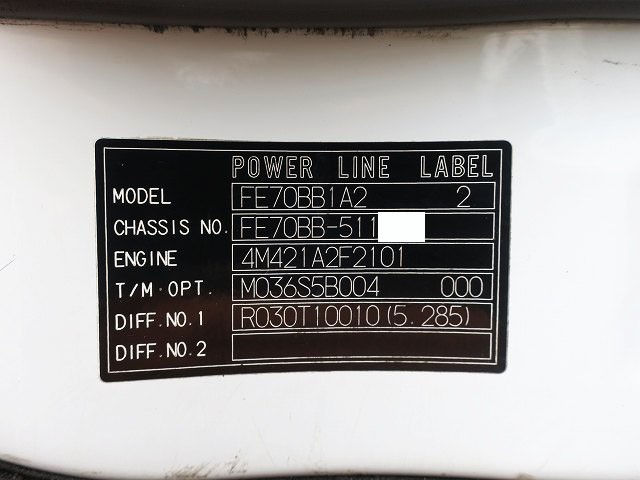 POWER LINE LABEL
MODEL FE70BB1A2 2
CHASSIS NO. FE70BB-511
ENGINE 4M421A2F2101
T/M OPT. M036S5B004 000
DIFF.NO.1 R030T10010(5.285)
DIFF.NO.2